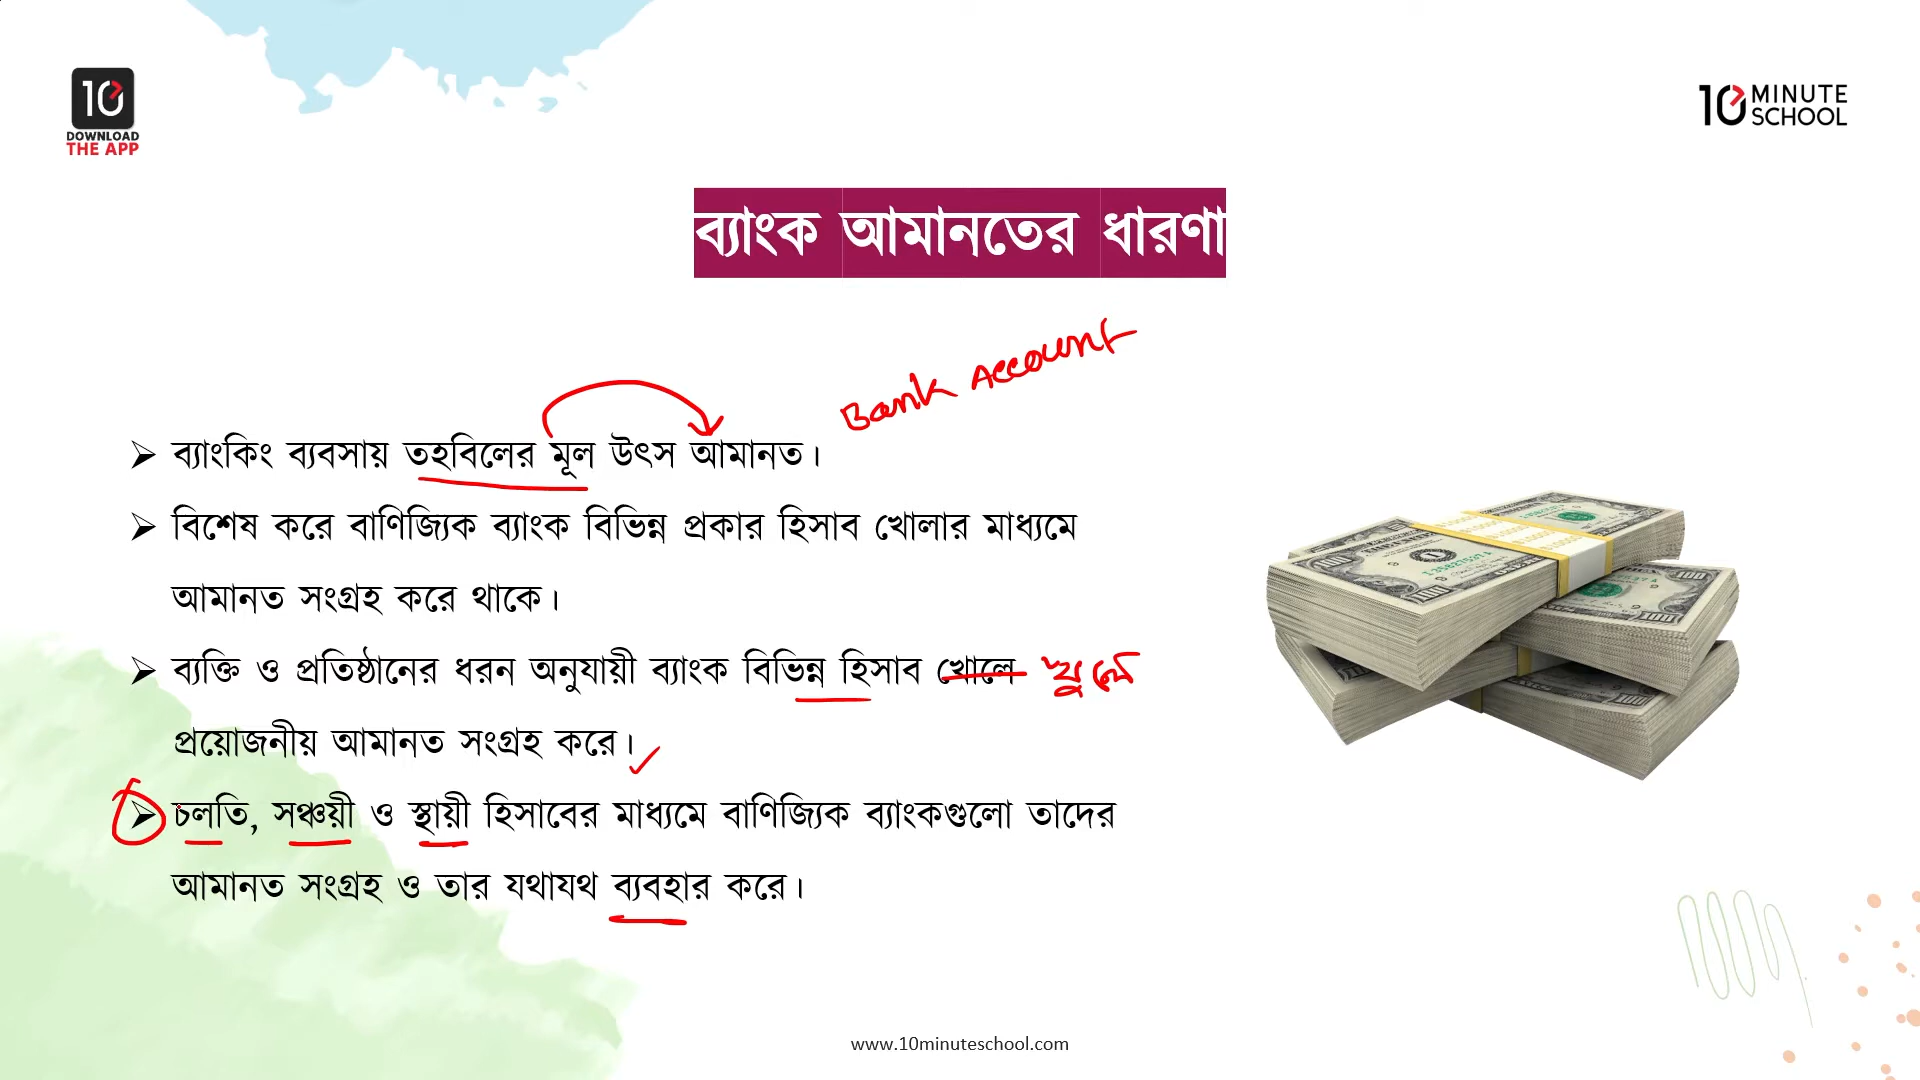 10
DOWNLOAD
THE APP
10 MINUTE
SCHOOL
ব্যাংক আমানতের ধারণা
Bank Account
➢ ব্যাংকিং ব্যবসায় তহবিলের মূল উৎস আমানত।
➢ বিশেষ করে বাণিজ্যিক ব্যাংক বিভিন্ন প্রকার হিসাব খোলার মাধ্যমে
আমানত সংগ্রহ করে থাকে।
➢ ব্যক্তি ও প্রতিষ্ঠানের ধরন অনুযায়ী ব্যাংক বিভিন্ন হিসাব খোলে খুলে
প্রয়োজনীয় আমানত সংগ্রহ করে।
➢ চলতি, সঞ্চয়ী ও স্থায়ী হিসাবের মাধ্যমে বাণিজ্যিক ব্যাংকগুলো তাদের
আমানত সংগ্রহ ও তার যথাযথ ব্যবহার করে।
www.10minuteschool.com